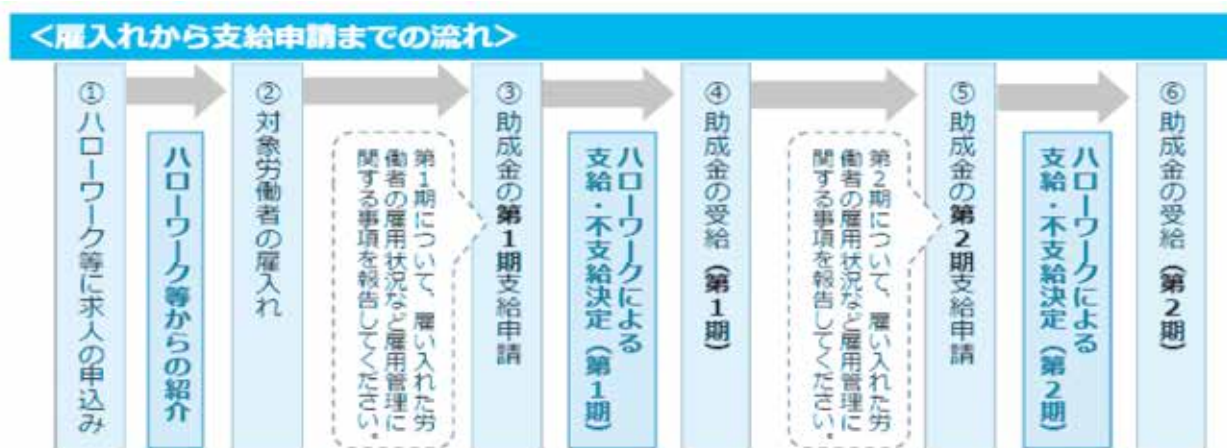 ＜雇入れから支給申請までの流れ＞
①ハローワーク等に求人の申込み
ハローワーク等からの紹介
②対象労働者の雇入れ
第1期について、雇い入れた労
働者の雇用状況など雇用管理に
関する事項を報告してください。
③助成金の第1期支給申請
ハローワークによる
支給・不支給決定（第1期）
④助成金の受給（第1期）
第2期について、雇い入れた労
働者の雇用状況など雇用管理に
関する事項を報告してください。
⑤助成金の第2期支給申請
ハローワークによる
支給・不支給決定（第2期）
⑥助成金の受給（第2期）